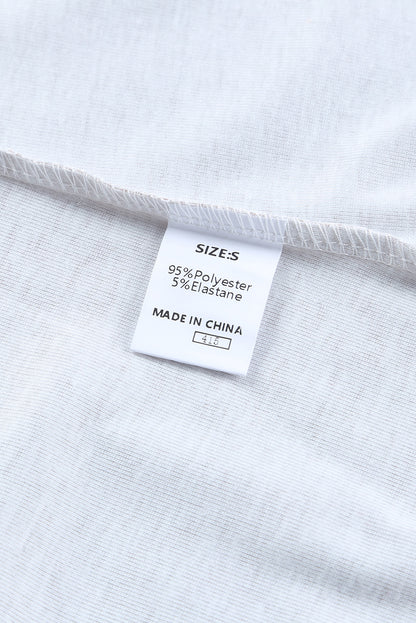 SIZE:S
95%Polyester
5%Elastane
MADE IN CHINA
415